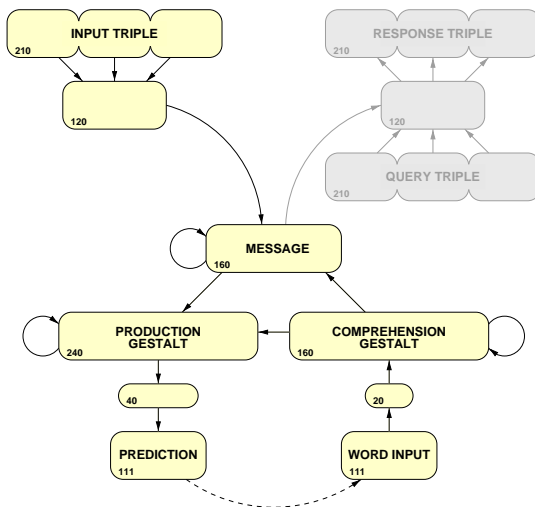 INPUT TRIPLE
210
120
RESPONSE TRIPLE
210
120
QUERY TRIPLE
210
MESSAGE
160
PRODUCTION
GESTALT
240
COMPREHENSION
GESTALT
160
40
20
PREDICTION
111
WORD INPUT
111